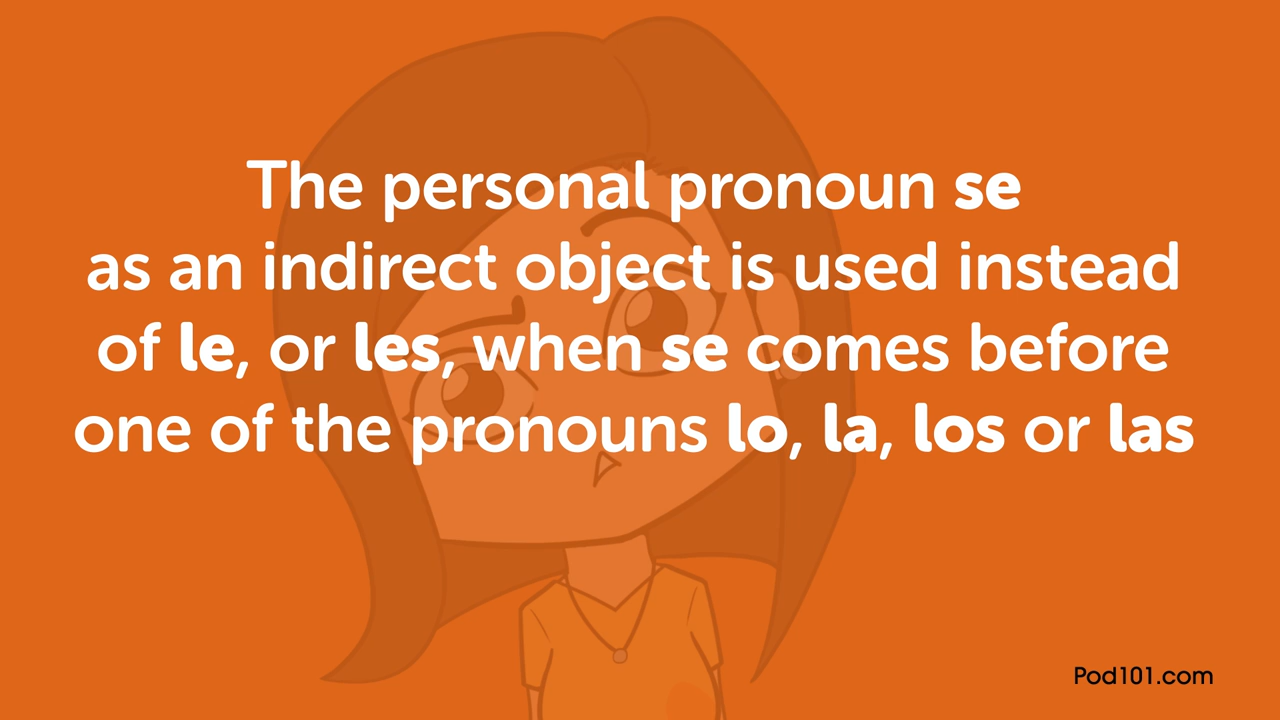 The personal pronoun se
as an indirect object is used instead
of le, or les, when se comes before
one of the pronouns lo, la, los or las
Pod101.com